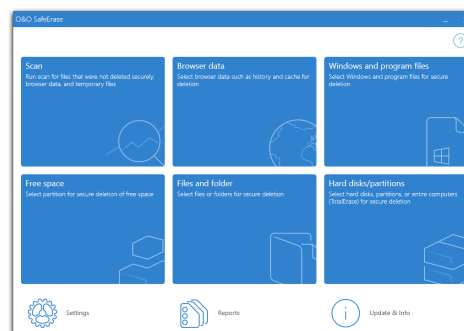 O&O SafeErase
?
Scan
Run scan for files that were not deleted securely,
browser data, and temporary files
Browser data
Select browser data such as history and cache for
deletion
Windows and program files
Select Windows and program files for secure
deletion
Free space
Select partition for secure deletion of free space
Files and folder
Select files or folders for secure deletion
Hard disks/partitions
Select hard disks, partitions, or entire computers
(TotalErase) for secure deletion
Settings
Reports
i
Update & Info